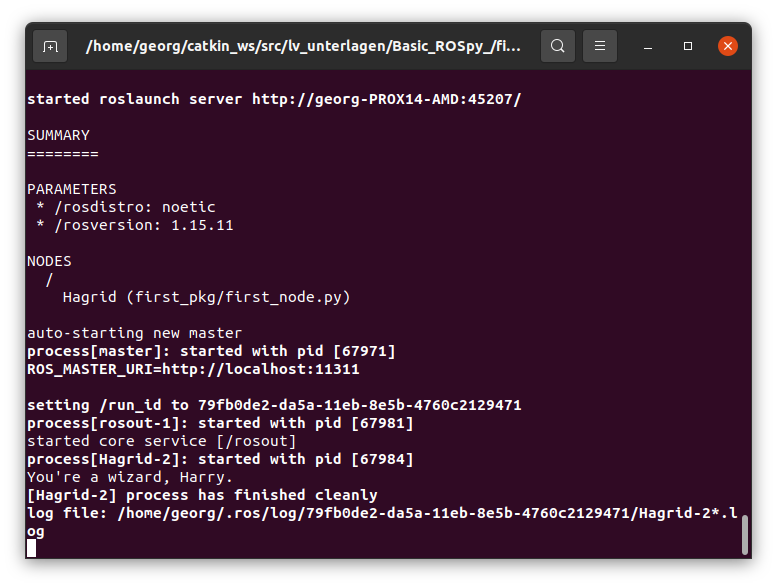 /home/georg/catkin_ws/src/lv_unterlagen/Basic_ROSpy_/fi...
started roslaunch server http://georg-PROX14-AMD:45207/
SUMMARY
========
PARAMETERS
 * /rosdistro: noetic
 * /rosversion: 1.15.11
NODES
  /
    Hagrid (first_pkg/first_node.py)
auto-starting new master
process[master]: started with pid [67971]
ROS_MASTER_URI=http://localhost:11311
setting /run_id to 79fb0de2-da5a-11eb-8e5b-4760c2129471
process[rosout-1]: started with pid [67981]
started core service [/rosout]
process[Hagrid-2]: started with pid [67984]
You're a wizard, Harry.
[Hagrid-2] process has finished cleanly
log file: /home/georg/.ros/log/79fb0de2-da5a-11eb-8e5b-4760c2129471/Hagrid-2*.l
og